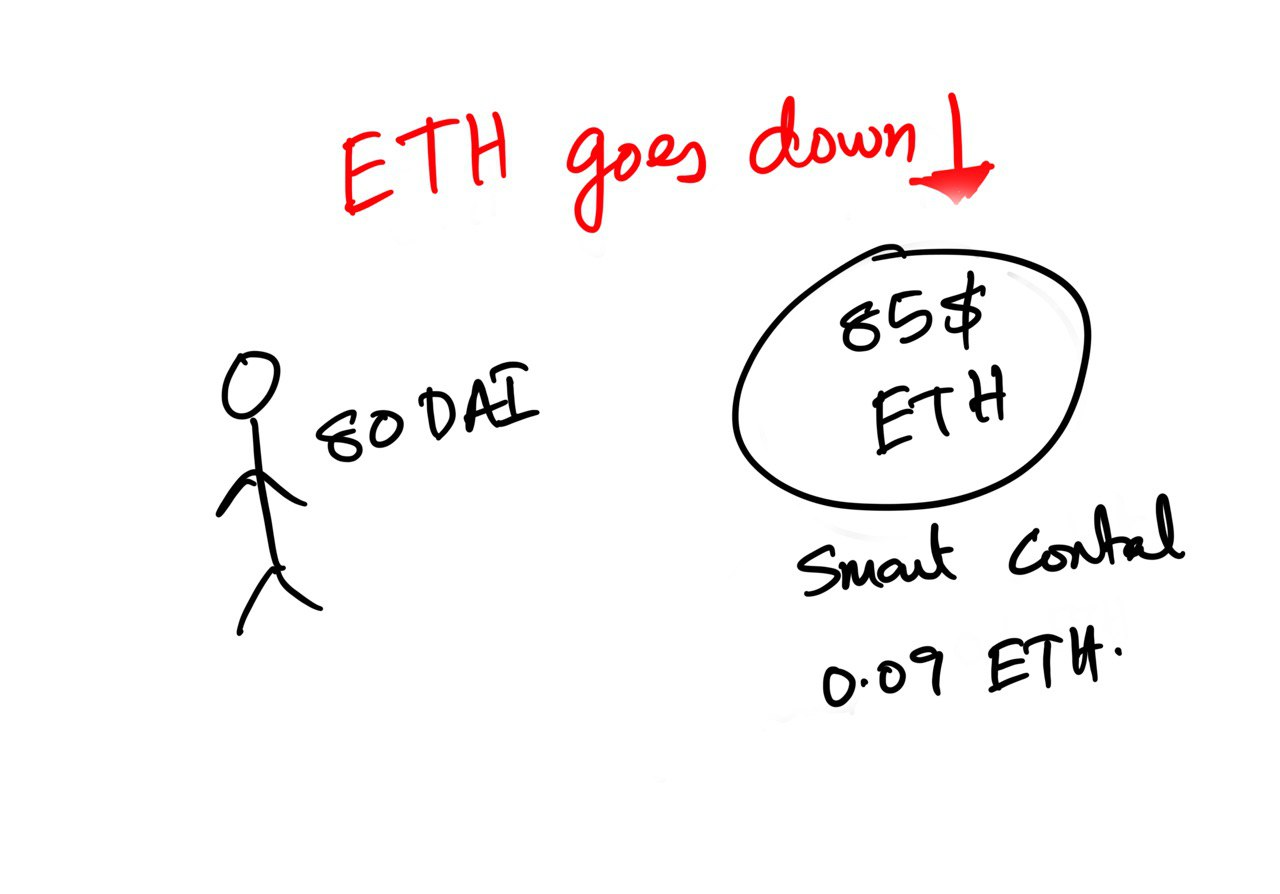 ETH goes down
80 DAI
85$
ETH
Smart Contral
0.09 ETH.